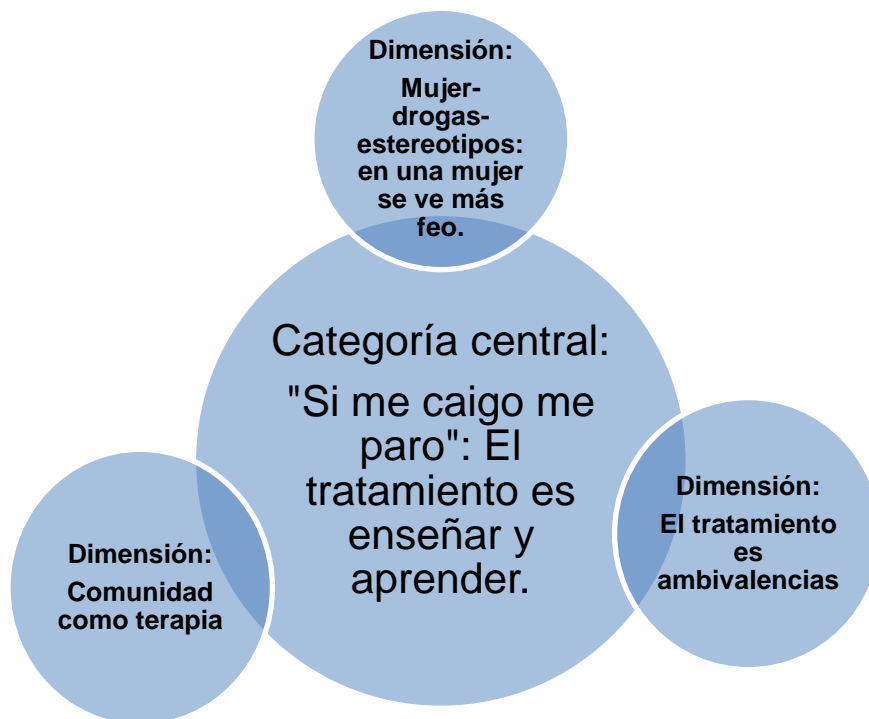 Dimensión:
Mujer-
drogas-
estereotipos:
en una mujer
se ve más
feo.
Categoría central:
"Si me caigo me
paro": El
tratamiento es
enseñar y
aprender.
Dimensión:
El tratamiento
es
ambivalencias
Dimensión:
Comunidad
como terapia